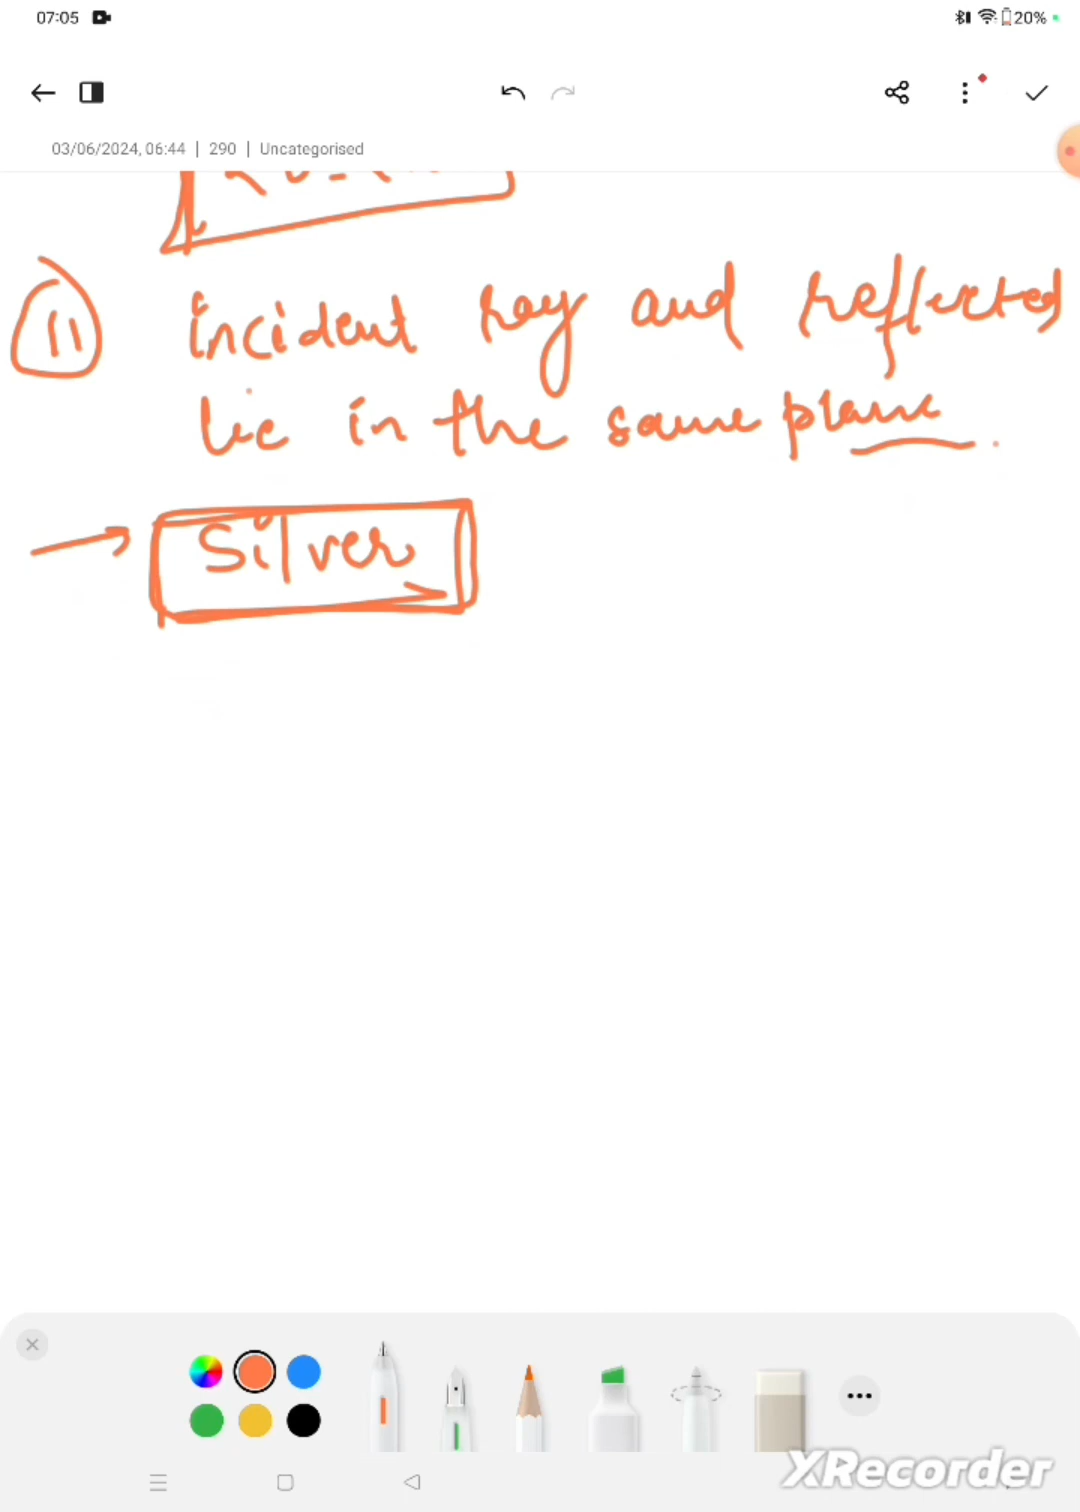 07:05
20%
03/06/2024, 06:44 | 290 | Uncategorised
11 incident ray and reflected
lie in the same plane.
→ Silver
XRecorder